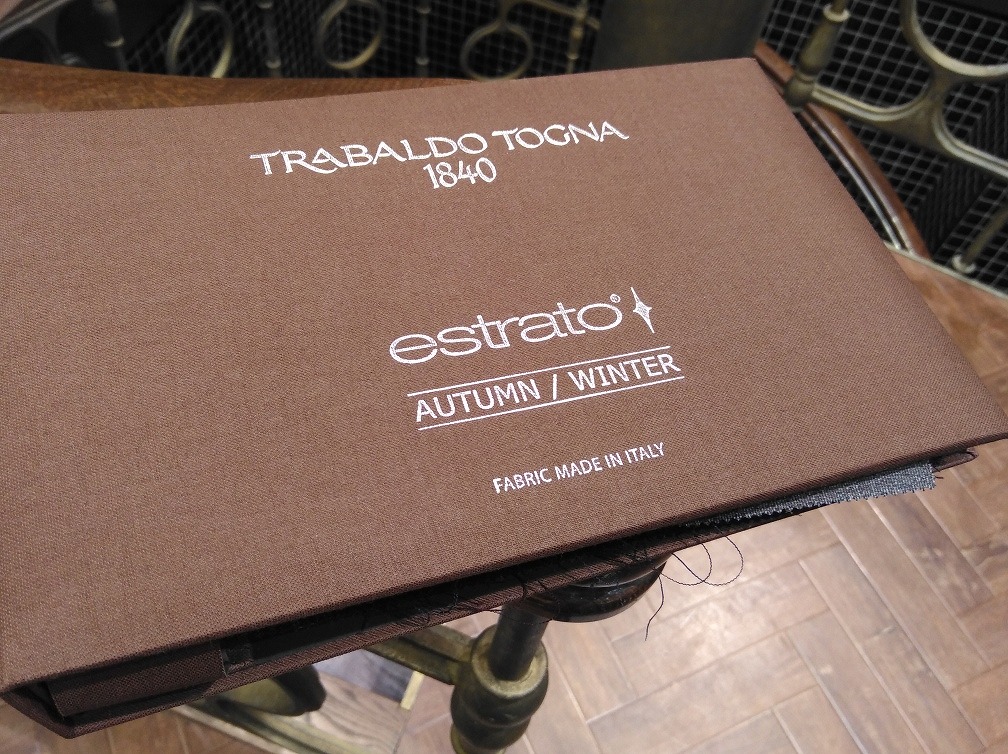 TRABALDO TOGNA
1840
estrato®
AUTUMN / WINTER
FABRIC MADE IN ITALY